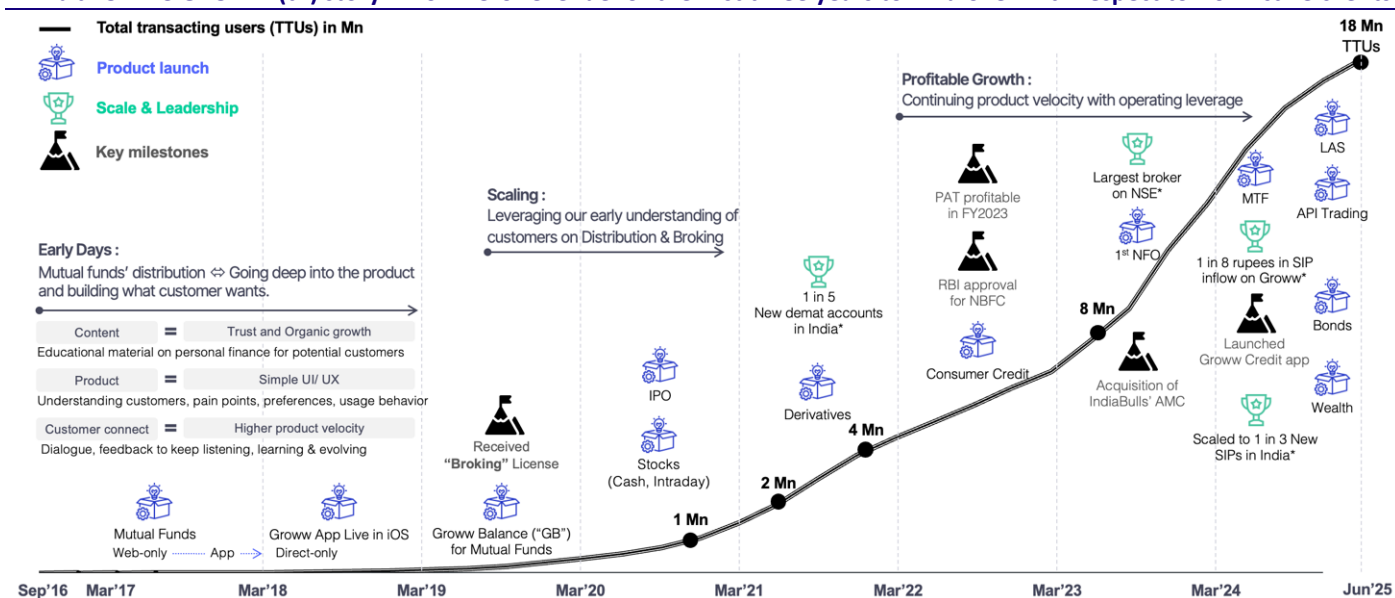 Total transacting users (TTUs) in Mn
Product launch
Scale & Leadership
Key milestones
Early Days :
Mutual funds' distribution ⇔ Going deep into the product
and building what customer wants.
Content = Trust and Organic growth
Educational material on personal finance for potential customers
Product = Simple UI/ UX
Understanding customers, pain points, preferences, usage behavior
Customer connect = Higher product velocity
Dialogue, feedback to keep listening, learning & evolving
Mutual Funds
Web-only App Direct-only
Groww App Live in iOS
Scaling :
Leveraging our early understanding of
customers on Distribution & Broking
Received
"Broking" License
Groww Balance ("GB")
for Mutual Funds
IPO
Stocks
(Cash, Intraday)
1 Mn
2 Mn
4 Mn
1 in 5
New demat accounts
in India*
Derivatives
Profitable Growth :
Continuing product velocity with operating leverage
PAT profitable
in FY2023
RBI approval
for NBFC
Consumer Credit
8 Mn
Largest broker
on NSE*
1st NFO
Acquisition of
IndiaBulls' AMC
MTF
1 in 8 rupees in SIP
inflow on Groww*
Launched
Groww Credit app
Scaled to 1 in 3 New
SIPs in India*
18 Mn
TTUs
LAS
API Trading
Bonds
Wealth
Sep'16 Mar'17 Mar'18 Mar'19 Mar'20 Mar'21 Mar'22 Mar'23 Mar'24 Jun'25